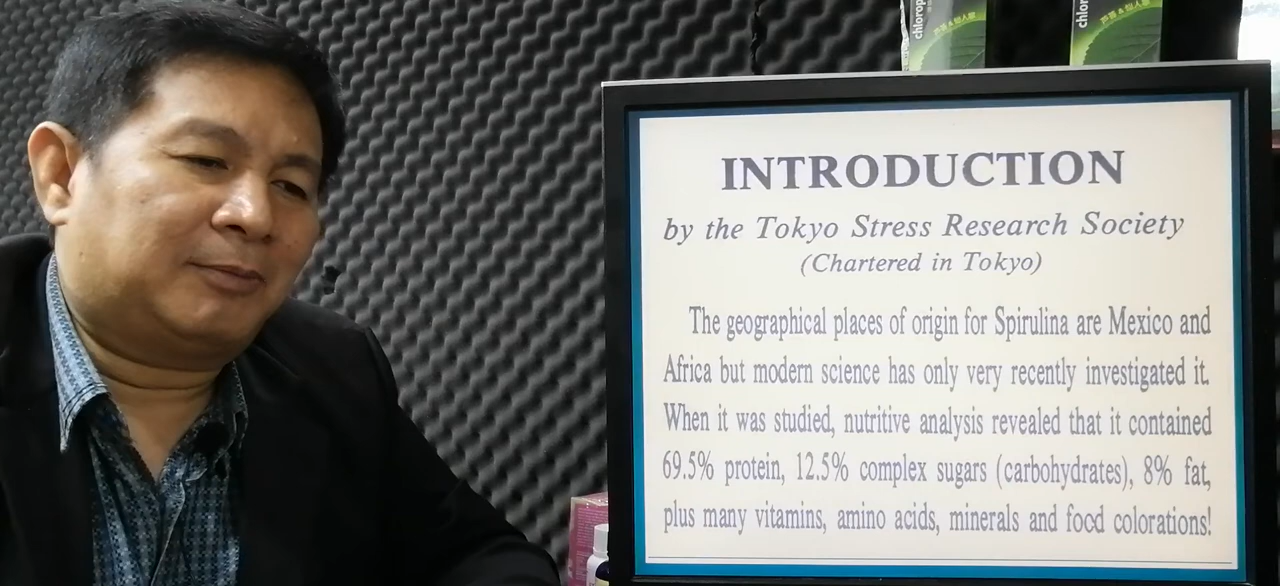 chlorop
chlorop
INTRODUCTION
by the Tokyo Stress Research Society
(Chartered in Tokyo)
The geographical places of origin for Spirulina are Mexico and
Africa but modern science has only very recently investigated it.
When it was studied, nutritive analysis revealed that it contained
69.5% protein, 12.5% complex sugars (carbohydrates), 8% fat,
plus many vitamins, amino acids, minerals and food colorations!